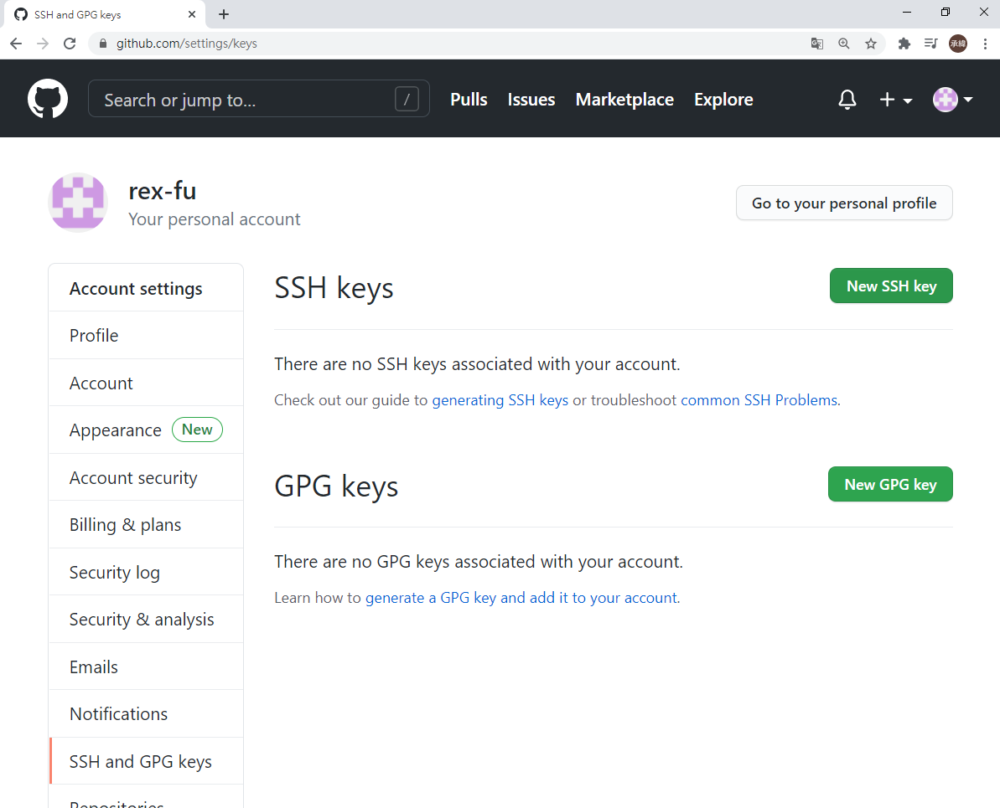 SSH and GPG keys
github.com/settings/keys
承緯
Search or jump to... /
Pulls Issues Marketplace Explore
rex-fu
Your personal account
Go to your personal profile
Account settings
Profile
Account
Appearance New
Account security
Billing & plans
Security log
Security & analysis
Emails
Notifications
SSH and GPG keys
Repositories
SSH keys
New SSH key
There are no SSH keys associated with your account.
Check out our guide to generating SSH keys or troubleshoot common SSH Problems.
GPG keys
New GPG key
There are no GPG keys associated with your account.
Learn how to generate a GPG key and add it to your account.